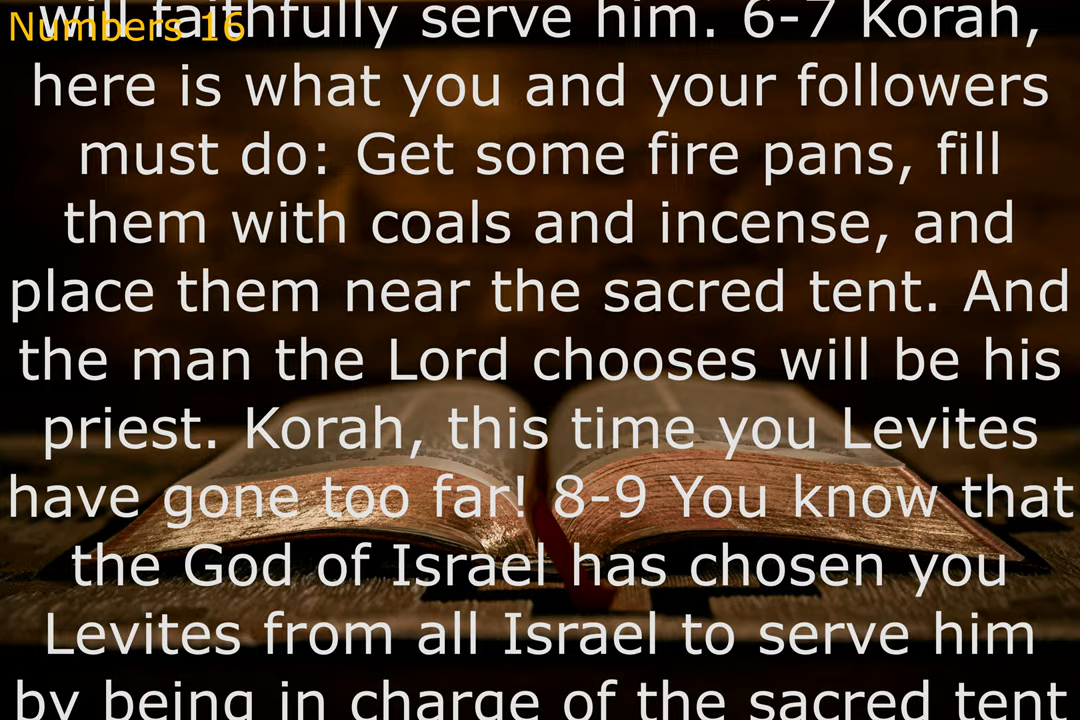 Numbers 16
will faithfully serve him. 6-7 Korah,
here is what you and your followers
must do: Get some fire pans, fill
them with coals and incense, and
place them near the sacred tent. And
the man the Lord chooses will be his
priest. Korah, this time you Levites
have gone too far! 8-9 You know that
the God of Israel has chosen you
Levites from all Israel to serve him
by being in charge of the sacred tent